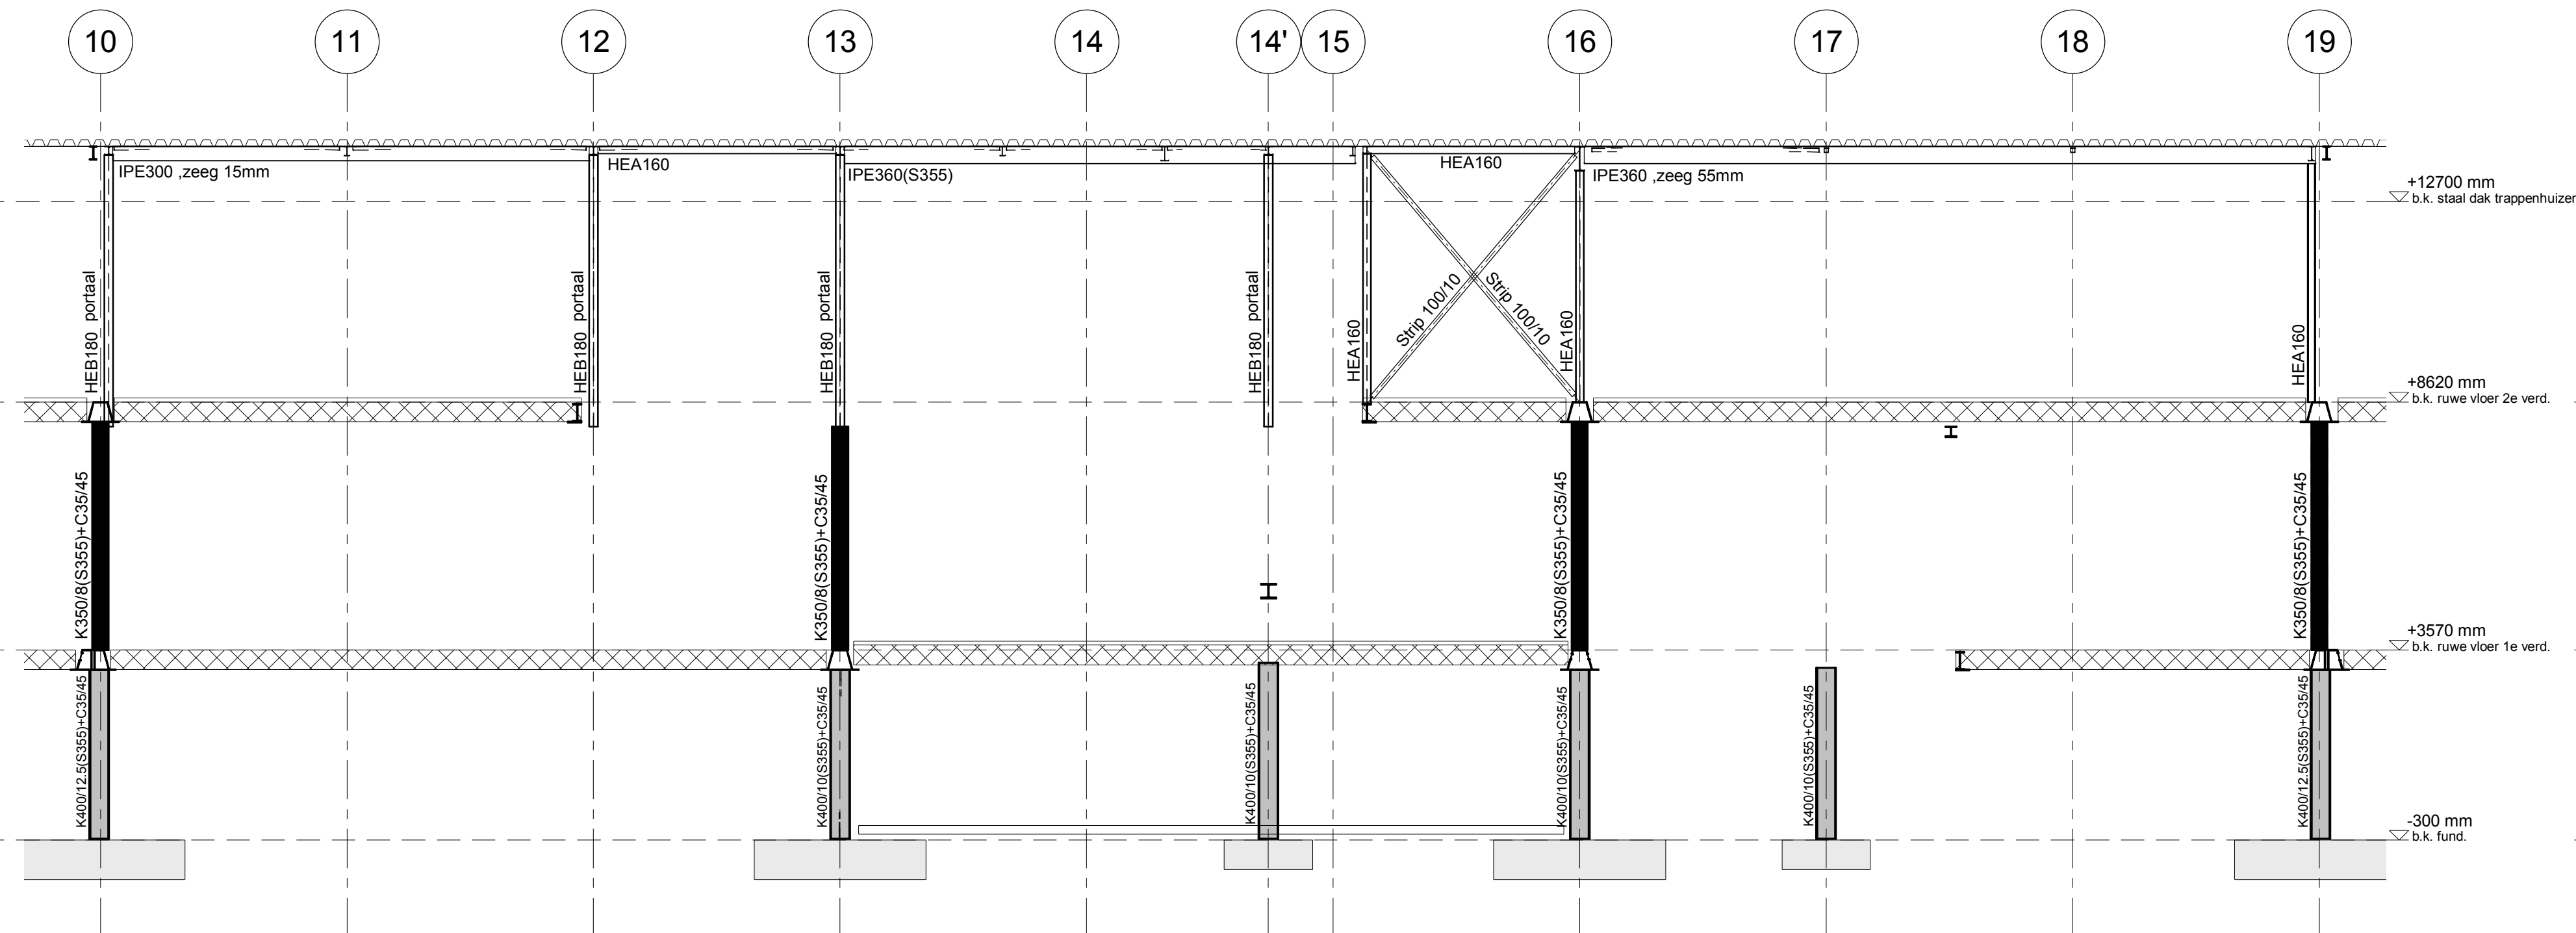 10
11
12
13
14
14'
15
16
17
18
19
IPE300 ,zeeg 15mm
HEA160
IPE360(S355)
HEA160
IPE360 ,zeeg 55mm
+12700 mm
b.k. staal dak trappenhuizen
HEB180 portaal
HEB180 portaal
HEB180 portaal
HEB180 portaal
HEA160
Strip 100/10
Strip 100/10
HEA160
HEA160
+8620 mm
b.k. ruwe vloer 2e verd.
K350/8(S355)+C35/45
K350/8(S355)+C35/45
K350/8(S355)+C35/45
K350/8(S355)+C35/45
+3570 mm
b.k. ruwe vloer 1e verd.
K400/12.5(S355)+C35/45
K400/10(S355)+C35/45
K400/10(S355)+C35/45
K400/10(S355)+C35/45
K400/10(S355)+C35/45
K400/12.5(S355)+C35/45
-300 mm
b.k. fund.